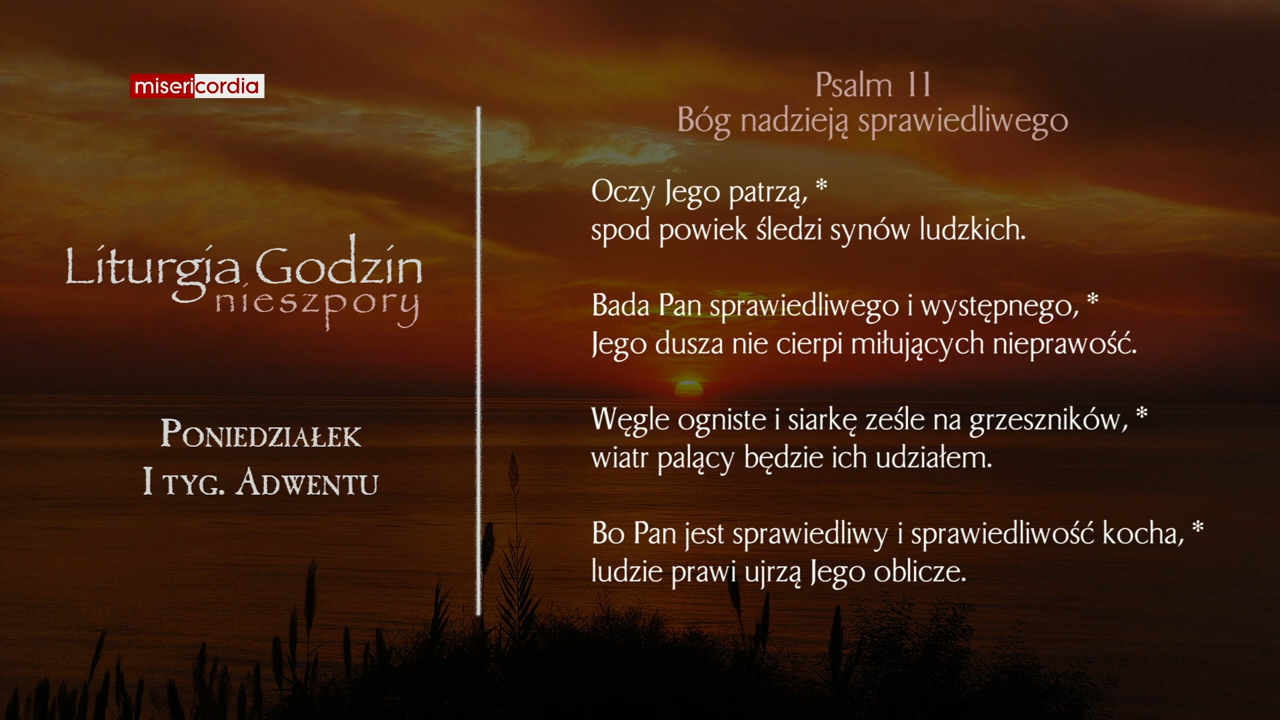 misericordia
Liturgia Godzin
nieszpory
Poniedziałek
I tyg. Adwentu
Psalm 11
Bóg nadzieją sprawiedliwego
Oczy Jego patrzą, *
spod powiek śledzi synów ludzkich.
Bada Pan sprawiedliwego i występnego, *
Jego dusza nie cierpi miłujących nieprawość.
Węgle ogniste i siarkę ześle na grzeszników, *
wiatr palący będzie ich udziałem.
Bo Pan jest sprawiedliwy i sprawiedliwość kocha, *
ludzie prawi ujrzą Jego oblicze.